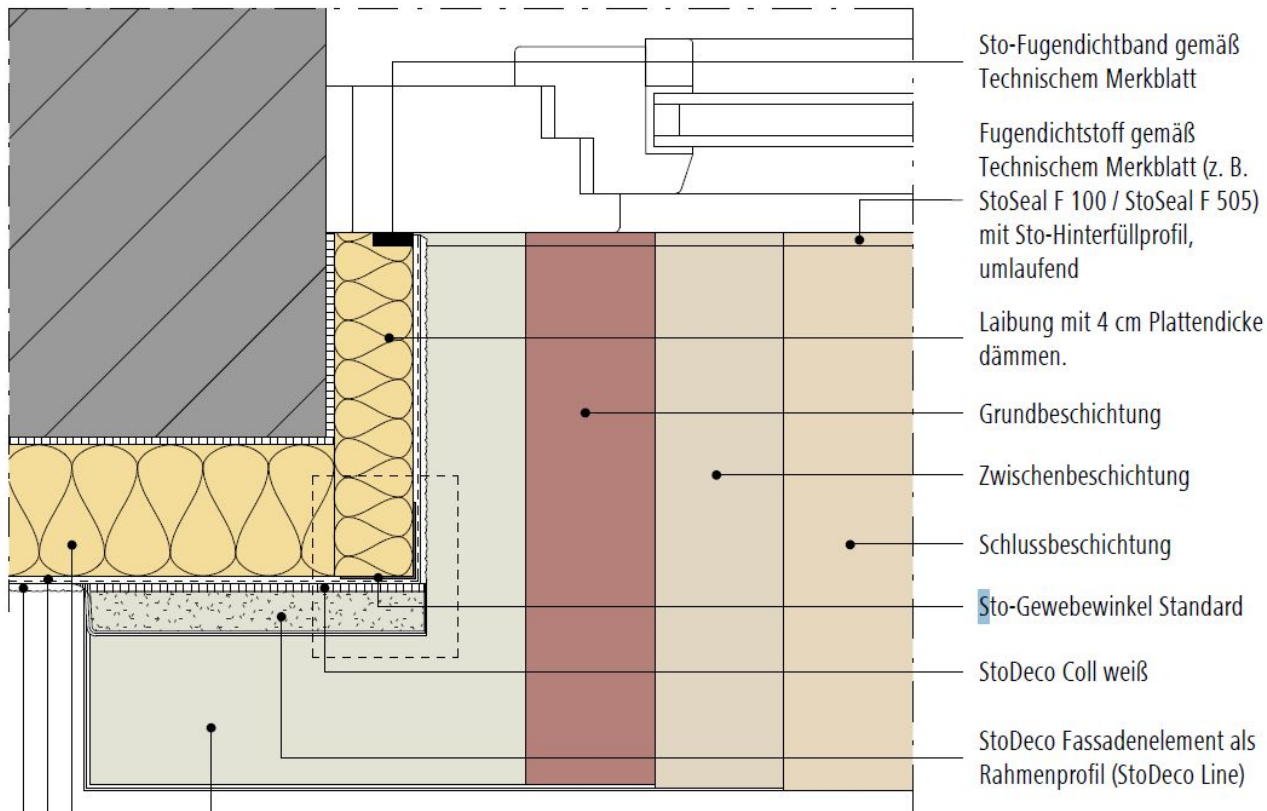 Sto-Fugendichtband gemäß
Technischem Merkblatt
Fugendichtstoff gemäß
Technischem Merkblatt (z. B.
StoSeal F 100 / StoSeal F 505)
mit Sto-Hinterfüllprofil,
umlaufend
Laibung mit 4 cm Plattendicke
dämmen.
Grundbeschichtung
Zwischenbeschichtung
Schlussbeschichtung
Sto-Gewebewinkel Standard
StoDeco Coll weiß
StoDeco Fassadenelement als
Rahmenprofil (StoDeco Line)